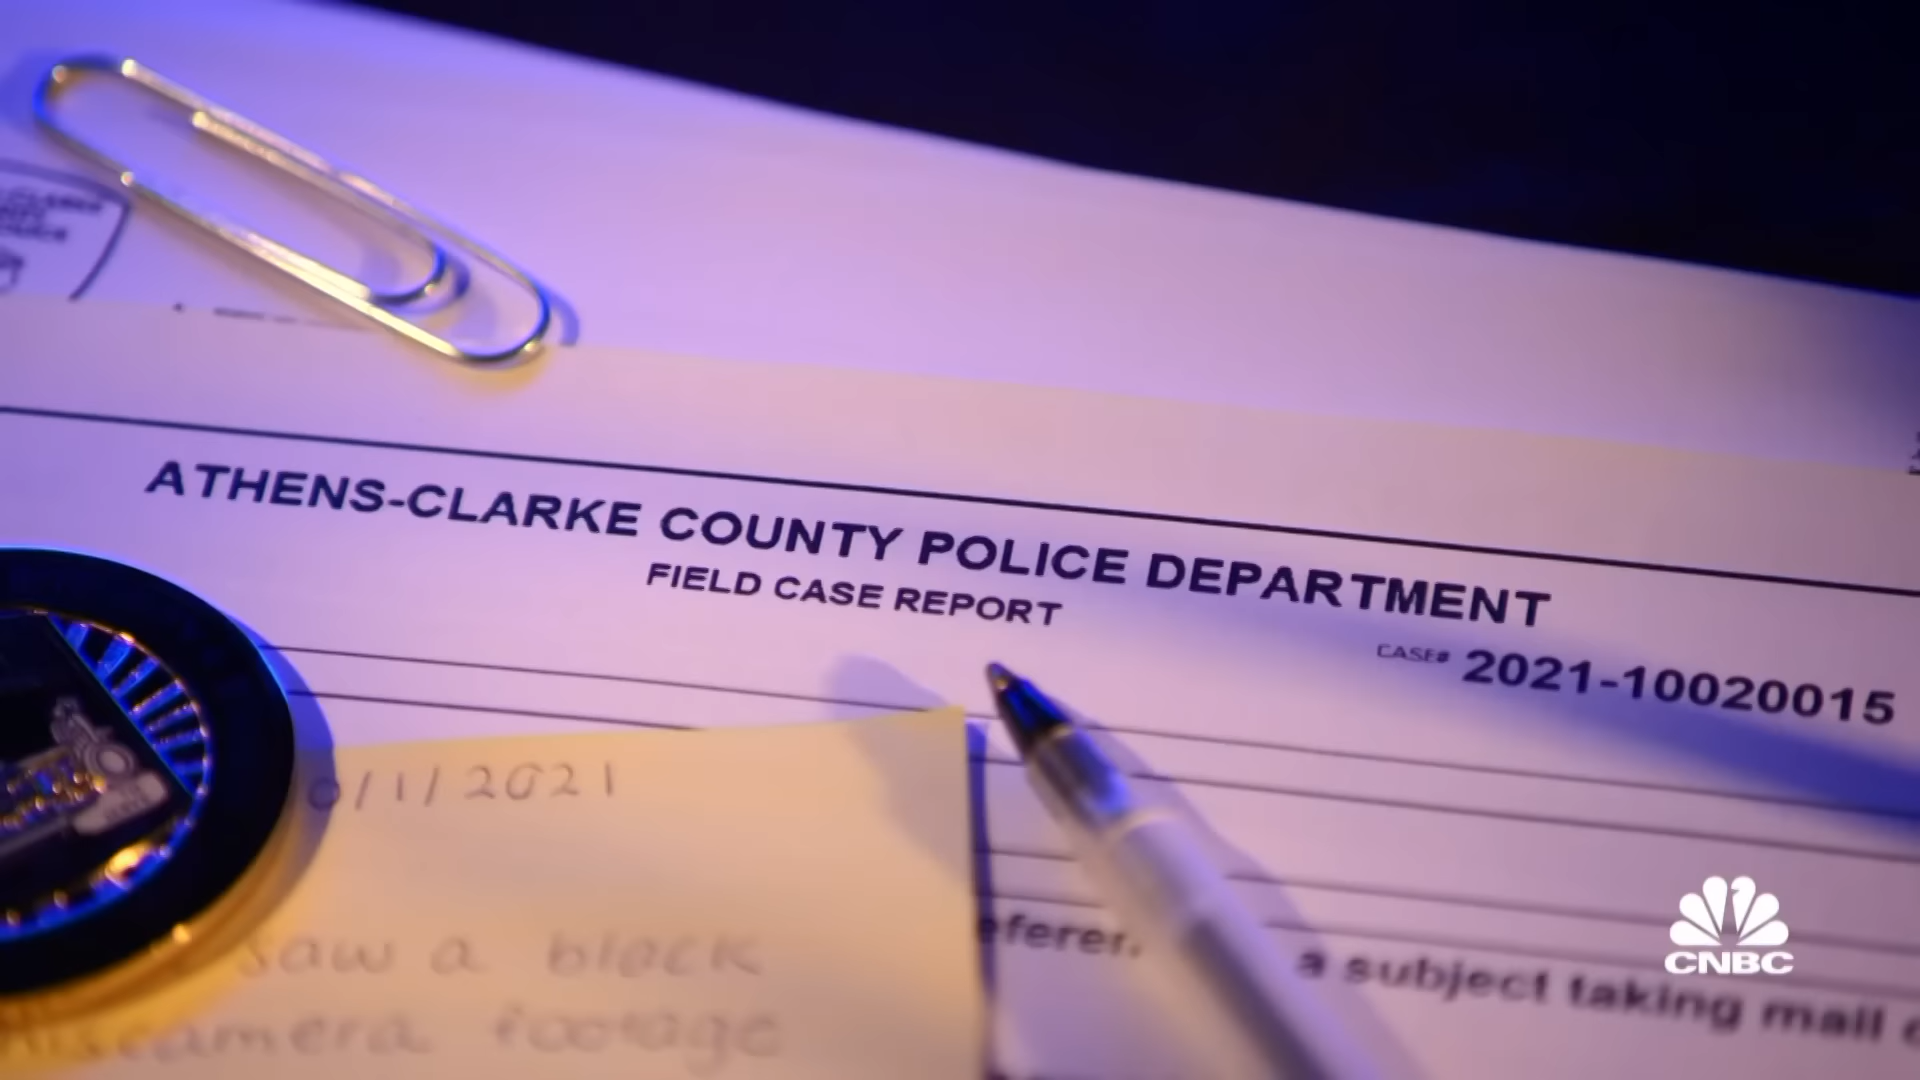 ATHENS-CLARKE COUNTY POLICE DEPARTMENT
FIELD CASE REPORT
CASE# 2021-10020015
/1/2021
saw a black
camera footage
eferer.
a subject taking mail
CNBC